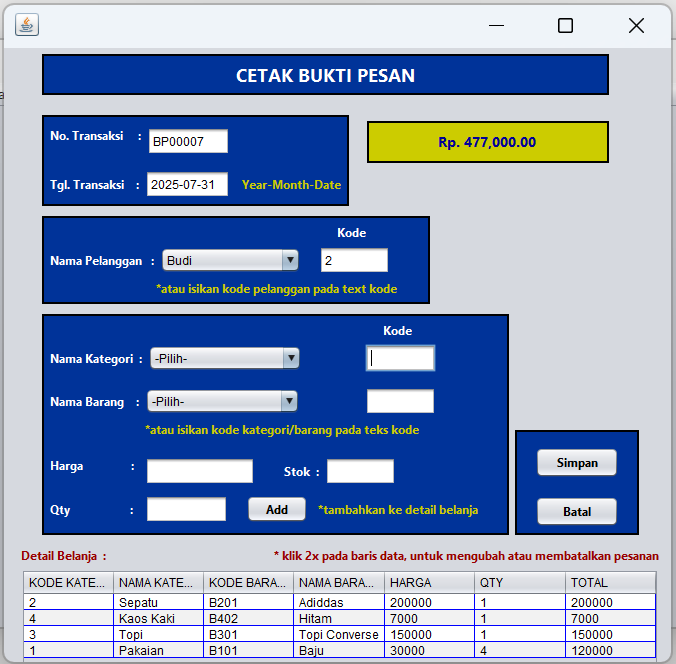 CETAK BUKTI PESAN
No. Transaksi : BP00007
Rp. 477,000.00
Tgl. Transaksi : 2025-07-31 Year-Month-Date
Kode
Nama Pelanggan : Budi 2
*atau isikan kode pelanggan pada text kode
Kode
Nama Kategori : -Pilih-
Nama Barang : -Pilih-
*atau isikan kode kategori/barang pada teks kode
Harga : Stok :
Qty : Add *tambahkan ke detail belanja
Simpan
Batal
Detail Belanja : * klik 2x pada baris data, untuk mengubah atau membatalkan pesanan
KODE KATE... NAMA KATE... KODE BARA... NAMA BARA... HARGA QTY TOTAL
2 Sepatu B201 Adiddas 200000 1 200000
4 Kaos Kaki B402 Hitam 7000 1 7000
3 Topi B301 Topi Converse 150000 1 150000
1 Pakaian B101 Baju 30000 4 120000